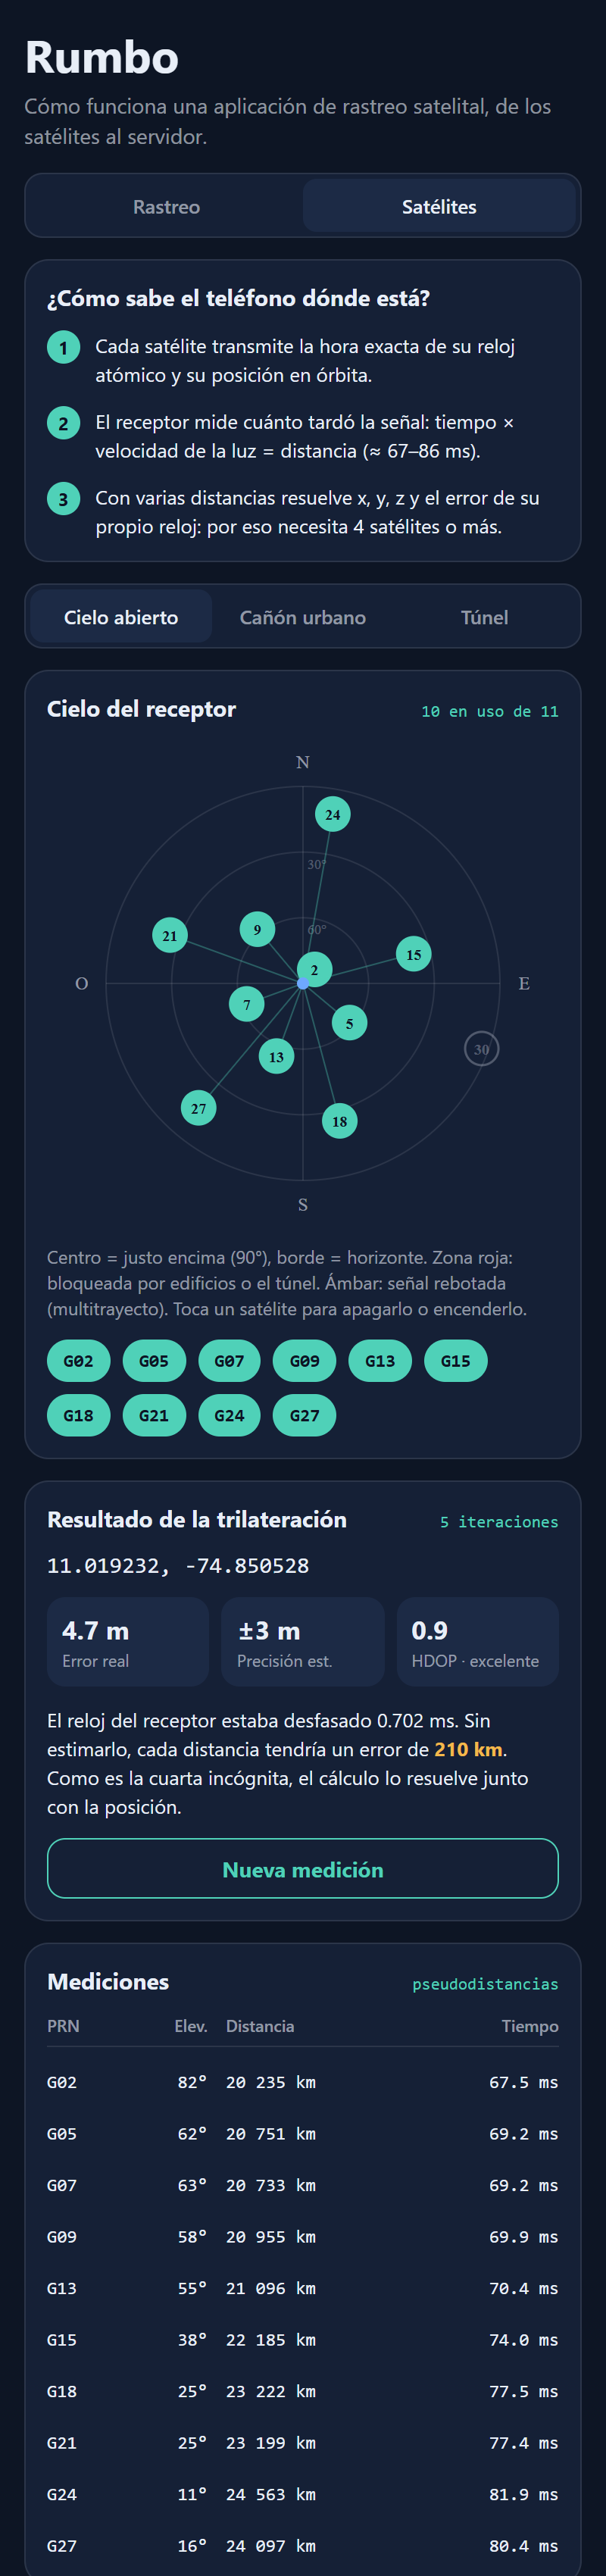 Rumbo
Cómo funciona una aplicación de rastreo satelital, de los
satélites al servidor.
Rastreo
Satélites
¿Cómo sabe el teléfono dónde está?
1 Cada satélite transmite la hora exacta de su reloj
atómico y su posición en órbita.
2 El receptor mide cuánto tardó la señal: tiempo ×
velocidad de la luz = distancia (≈ 67–86 ms).
3 Con varias distancias resuelve x, y, z y el error de su
propio reloj: por eso necesita 4 satélites o más.
Cielo abierto
Cañón urbano
Túnel
Cielo del receptor
10 en uso de 11
N
24
30°
9
60°
21
15
2
O
E
7
5
30
13
27
18
S
Centro = justo encima (90°), borde = horizonte. Zona roja:
bloqueada por edificios o el túnel. Ámbar: señal rebotada
(multitrayecto). Toca un satélite para apagarlo o encenderlo.
G02 G05 G07 G09 G13 G15
G18 G21 G24 G27
Resultado de la trilateración
5 iteraciones
11.019232, -74.850528
4.7 m
Error real
±3 m
Precisión est.
0.9
HDOP · excelente
El reloj del receptor estaba desfasado 0.702 ms. Sin
estimarlo, cada distancia tendría un error de 210 km.
Como es la cuarta incógnita, el cálculo lo resuelve junto
con la posición.
Nueva medición
Mediciones
pseudodistancias
PRN Elev. Distancia Tiempo
G02 82° 20 235 km 67.5 ms
G05 62° 20 751 km 69.2 ms
G07 63° 20 733 km 69.2 ms
G09 58° 20 955 km 69.9 ms
G13 55° 21 096 km 70.4 ms
G15 38° 22 185 km 74.0 ms
G18 25° 23 222 km 77.5 ms
G21 25° 23 199 km 77.4 ms
G24 11° 24 563 km 81.9 ms
G27 16° 24 097 km 80.4 ms